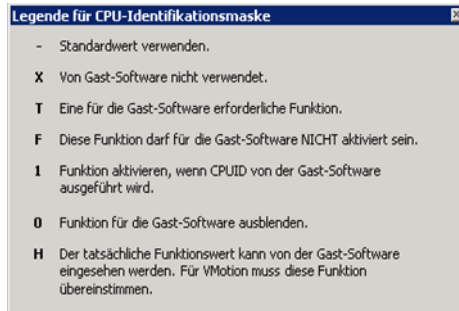 Legende für CPU-Identifikationsmaske
- Standardwert verwenden.
X Von Gast-Software nicht verwendet.
T Eine für die Gast-Software erforderliche Funktion.
F Diese Funktion darf für die Gast-Software NICHT aktiviert sein.
1 Funktion aktivieren, wenn CPUID von der Gast-Software
ausgeführt wird.
0 Funktion für die Gast-Software ausblenden.
H Der tatsächliche Funktionswert kann von der Gast-Software
eingesehen werden. Für VMotion muss diese Funktion
übereinstimmen.